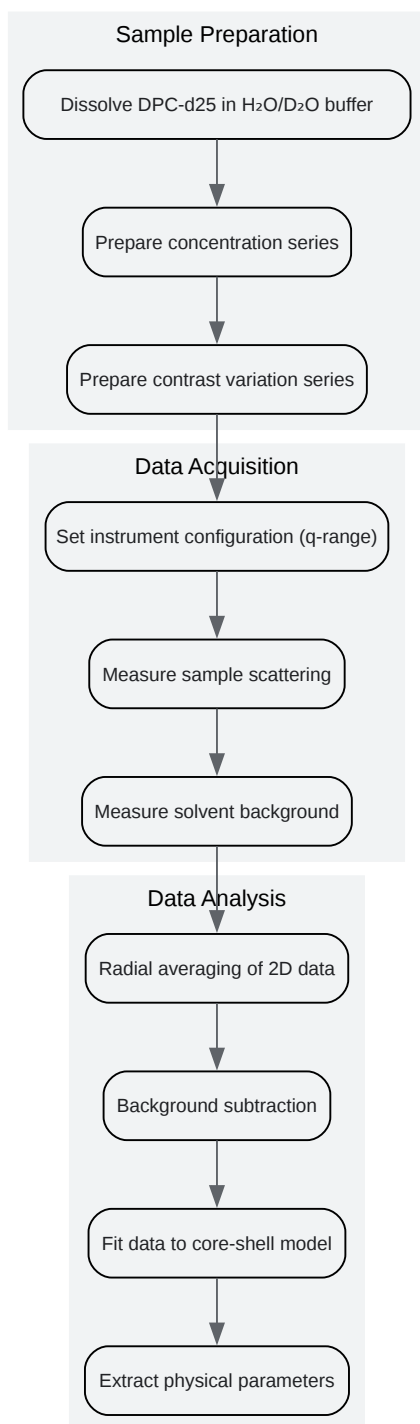 Sample Preparation
Dissolve DPC-d25 in H₂O/D₂O buffer
Prepare concentration series
Prepare contrast variation series
Data Acquisition
Set instrument configuration (q-range)
Measure sample scattering
Measure solvent background
Data Analysis
Radial averaging of 2D data
Background subtraction
Fit data to core-shell model
Extract physical parameters